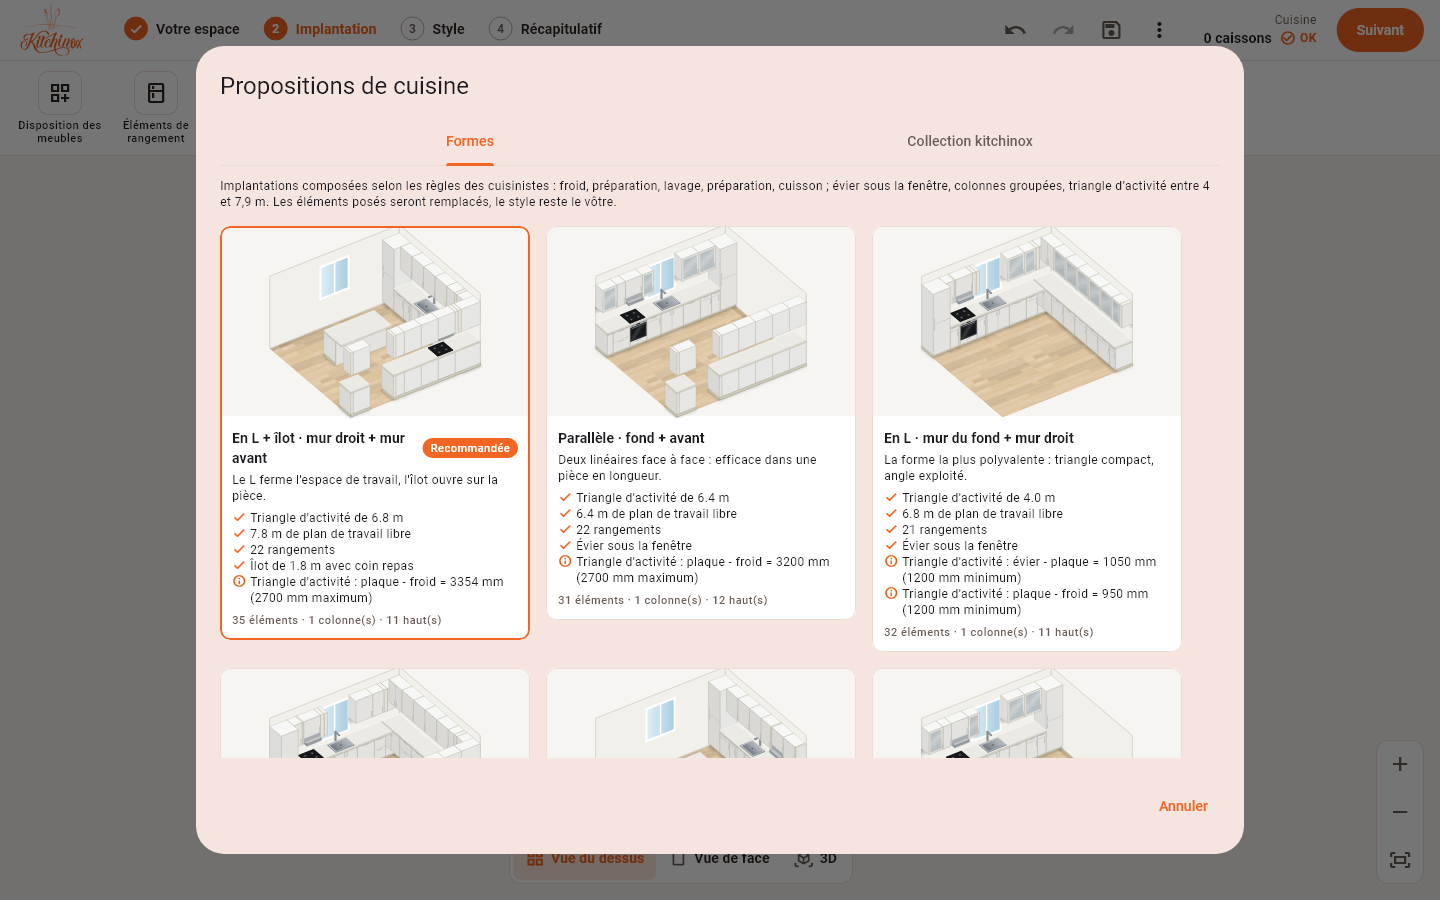 Kitchinox
Votre espace
2 Implantation
3 Style
4 Récapitulatif
Cuisine
0 caissons OK
Suivant
Disposition des
meubles
Éléments de
rangement
Propositions de cuisine
Formes
Collection kitchinox
Implantations composées selon les règles des cuisinistes : froid, préparation, lavage, préparation, cuisson ; évier sous la fenêtre, colonnes groupées, triangle d'activité entre 4
et 7,9 m. Les éléments posés seront remplacés, le style reste le vôtre.
En L + îlot · mur droit + mur
avant
Recommandée
Le L ferme l'espace de travail, l'îlot ouvre sur la
pièce.
Triangle d'activité de 6.8 m
7.8 m de plan de travail libre
22 rangements
Îlot de 1.8 m avec coin repas
Triangle d'activité : plaque - froid = 3354 mm
(2700 mm maximum)
35 éléments · 1 colonne(s) · 11 haut(s)
Parallèle · fond + avant
Deux linéaires face à face : efficace dans une
pièce en longueur.
Triangle d'activité de 6.4 m
6.4 m de plan de travail libre
22 rangements
Évier sous la fenêtre
Triangle d'activité : plaque - froid = 3200 mm
(2700 mm maximum)
31 éléments · 1 colonne(s) · 12 haut(s)
En L · mur du fond + mur droit
La forme la plus polyvalente : triangle compact,
angle exploité.
Triangle d'activité de 4.0 m
6.8 m de plan de travail libre
21 rangements
Évier sous la fenêtre
Triangle d'activité : évier - plaque = 1050 mm
(1200 mm minimum)
Triangle d'activité : plaque - froid = 950 mm
(1200 mm minimum)
32 éléments · 1 colonne(s) · 11 haut(s)
Annuler
Vue du dessus
Vue de face
3D